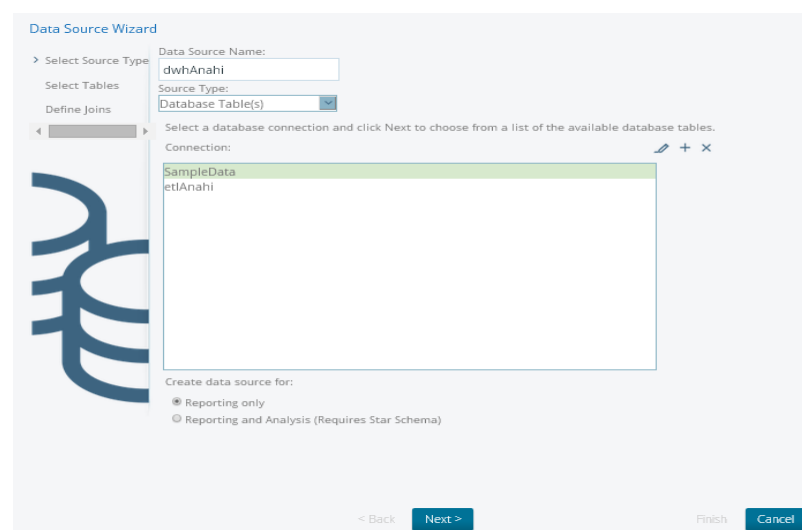 Data Source Wizard
> Select Source Type
Select Tables
Define Joins
Data Source Name:
dwhAnahi
Source Type:
Database Table(s)
Select a database connection and click Next to choose from a list of the available database tables.
Connection:
SampleData
etlAnahi
Create data source for:
Reporting only
Reporting and Analysis (Requires Star Schema)
< Back
Next >
Finish
Cancel